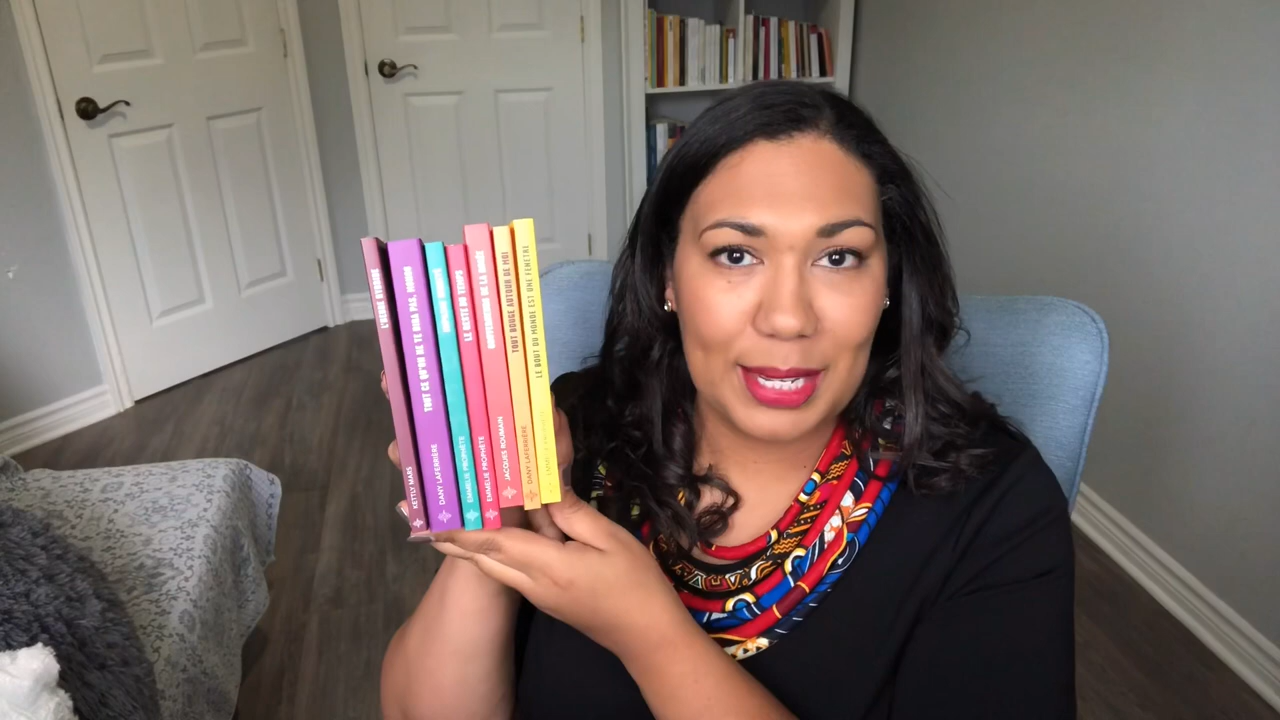 L'HEURE HYBRIDE
KETTLY MARS
TOUT CE QU'ON NE TE DIRA PAS, MONGO
DANY LAFERRIÈRE
EMMELIE PROPHÈTE
LE RESTE DU TEMPS
EMMELIE PROPHÈTE
GOUVERNEURS DE LA ROSÉE
JACQUES ROUMAIN
TOUT BOUGE AUTOUR DE MOI
DANY LAFERRIÈRE
LE BOUT DU MONDE EST UNE FENÊTRE